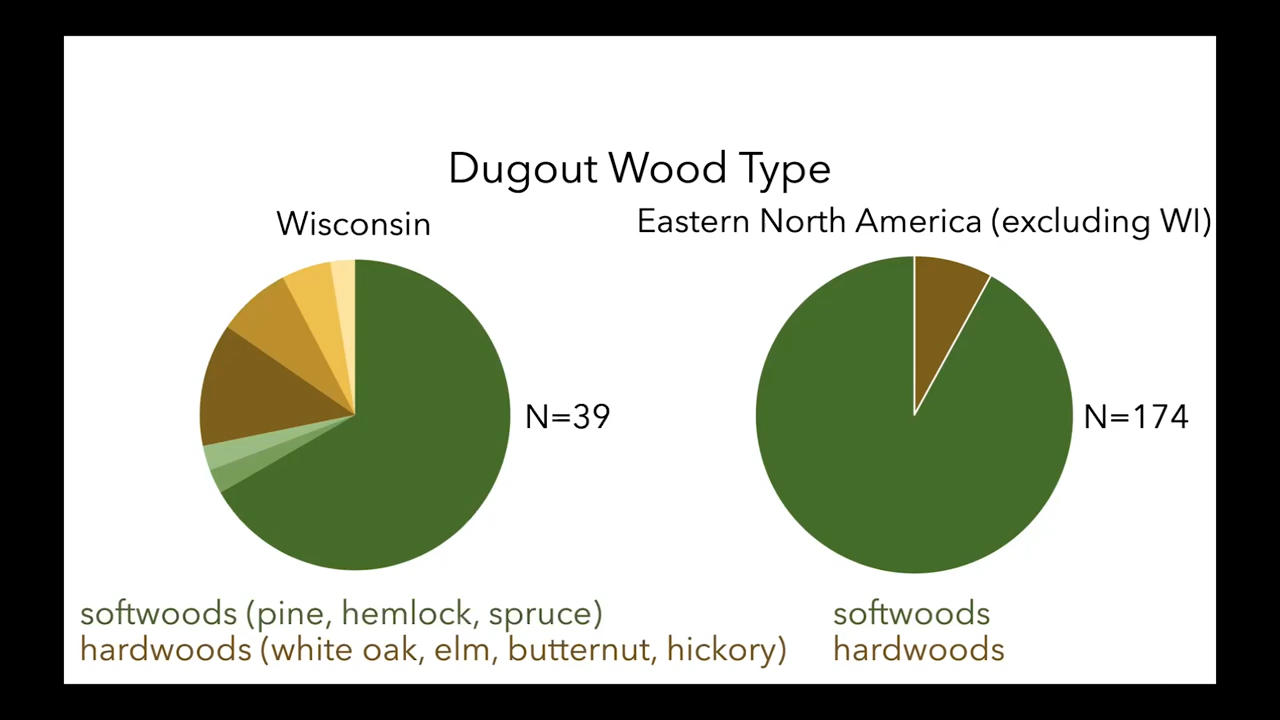 Dugout Wood Type
Wisconsin
Eastern North America (excluding WI)
N=39
N=174
softwoods (pine, hemlock, spruce)
hardwoods (white oak, elm, butternut, hickory)
softwoods
hardwoods